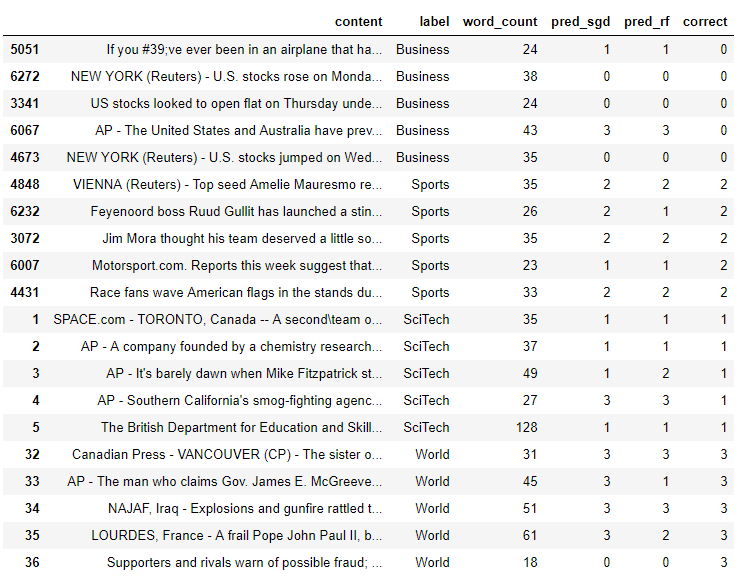 content label word_count pred_sgd pred_rf correct
5051 If you #39;ve ever been in an airplane that ha... Business 24 1 1 0
6272 NEW YORK (Reuters) - U.S. stocks rose on Monda... Business 38 0 0 0
3341 US stocks looked to open flat on Thursday unde... Business 24 0 0 0
6067 AP - The United States and Australia have prev... Business 43 3 3 0
4673 NEW YORK (Reuters) - U.S. stocks jumped on Wed... Business 35 0 0 0
4848 VIENNA (Reuters) - Top seed Amelie Mauresmo re... Sports 35 2 2 2
6232 Feyenoord boss Ruud Gullit has launched a stin... Sports 26 2 1 2
3072 Jim Mora thought his team deserved a little so... Sports 35 2 2 2
6007 Motorsport.com. Reports this week suggest that... Sports 23 1 1 2
4431 Race fans wave American flags in the stands du... Sports 33 2 2 2
1 SPACE.com - TORONTO, Canada -- A second\team o... SciTech 35 1 1 1
2 AP - A company founded by a chemistry research... SciTech 37 1 1 1
3 AP - It's barely dawn when Mike Fitzpatrick st... SciTech 49 1 2 1
4 AP - Southern California's smog-fighting agenc... SciTech 27 3 3 1
5 The British Department for Education and Skill... SciTech 128 1 1 1
32 Canadian Press - VANCOUVER (CP) - The sister o... World 31 3 3 3
33 AP - The man who claims Gov. James E. McGreeve... World 45 3 1 3
34 NAJAF, Iraq - Explosions and gunfire rattled t... World 51 3 3 3
35 LOURDES, France - A frail Pope John Paul II, b... World 61 3 2 3
36 Supporters and rivals warn of possible fraud; ... World 18 0 0 3